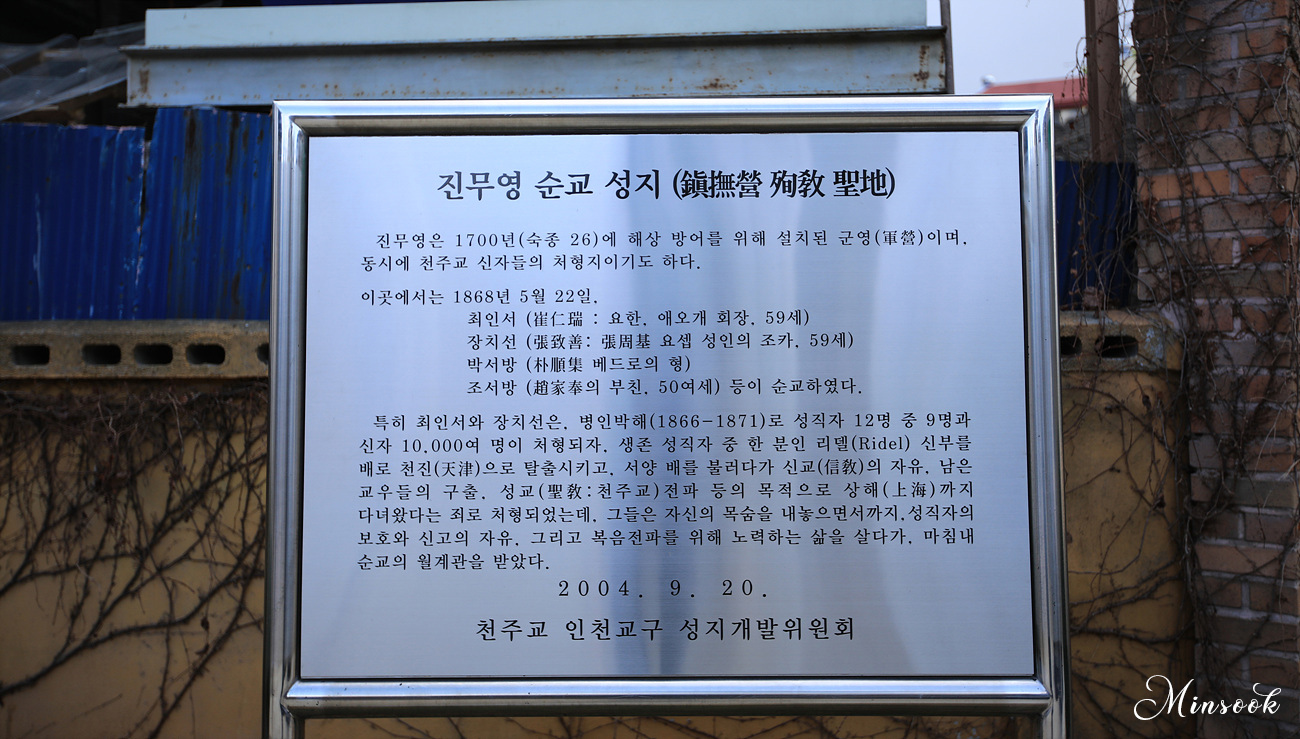 진무영 순교 성지 (鎭撫營 殉敎 聖地)
진무영은 1700년(숙종 26)에 해상 방어를 위해 설치된 군영(軍營)이며,
동시에 천주교 신자들의 처형지이기도 하다.
이곳에서는 1868년 5월 22일,
최인서 (崔仁瑞 : 요한, 애오개 회장, 59세)
장치선 (張致善: 張周基 요셉 성인의 조카, 59세)
박서방 (朴順集 베드로의 형)
조서방 (趙家奉의 부친, 50여세) 등이 순교하였다.
특히 최인서와 장치선은, 병인박해(1866-1871)로 성직자 12명 중 9명과
신자 10,000여 명이 처형되자, 생존 성직자 중 한 분인 리델(Ridel) 신부를
배로 천진(天津)으로 탈출시키고, 서양 배를 불러다가 신교(信敎)의 자유, 남은
교우들의 구출, 성교(聖敎:천주교)전파 등의 목적으로 상해(上海)까지
다녀왔다는 죄로 처형되었는데, 그들은 자신의 목숨을 내놓으면서까지,성직자의
보호와 신고의 자유, 그리고 복음전파를 위해 노력하는 삶을 살다가, 마침내
순교의 월계관을 받았다.
2004. 9. 20.
천주교 인천교구 성지개발위원회
Minsook